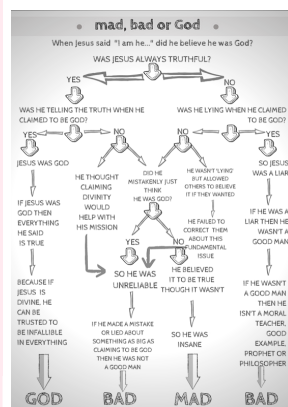 mad, bad or God
When Jesus said "I am he..." did he believe he was God?
WAS JESUS ALWAYS TRUTHFUL?
YES
NO
WAS HE TELLING THE TRUTH WHEN HE
CLAIMED TO BE GOD?
WAS HE LYING WHEN HE CLAIMED
TO BE GOD?
YES
NO
NO
YES
JESUS WAS GOD
IF JESUS WAS
GOD THEN
EVERYTHING
HE SAID
IS TRUE
BECAUSE IF
JESUS IS
DIVINE, HE
CAN BE
TRUSTED TO
BE INFALLIBLE
IN EVERYTHING
GOD
HE THOUGHT
CLAIMING
DIVINITY
WOULD
HELP WITH
HIS MISSION
DID HE
MISTAKENLY JUST
THINK
HE WAS GOD?
YES
NO
SO HE WAS
UNRELIABLE
IF HE MADE A MISTAKE
OR LIED ABOUT
SOMETHING AS BIG AS
CLAIMING TO BE GOD
THEN HE WAS NOT
A GOOD MAN
BAD
HE WASN'T 'LYING'
BUT ALLOWED
OTHERS TO BELIEVE
IT IF THEY WANTED
HE FAILED TO
CORRECT THEM
ABOUT THIS
FUNDAMENTAL
ISSUE
HE BELIEVED
IT TO BE TRUE
THOUGH IT WASN'T
SO HE WAS
INSANE
MAD
SO JESUS
WAS A LIAR
IF HE WAS A
LIAR THEN HE
WASN'T A
GOOD MAN
IF HE WASN'T
A GOOD MAN
THEN HE
ISN'T A MORAL
TEACHER,
GOOD
EXAMPLE,
PROPHET OR
PHILOSOPHER
BAD